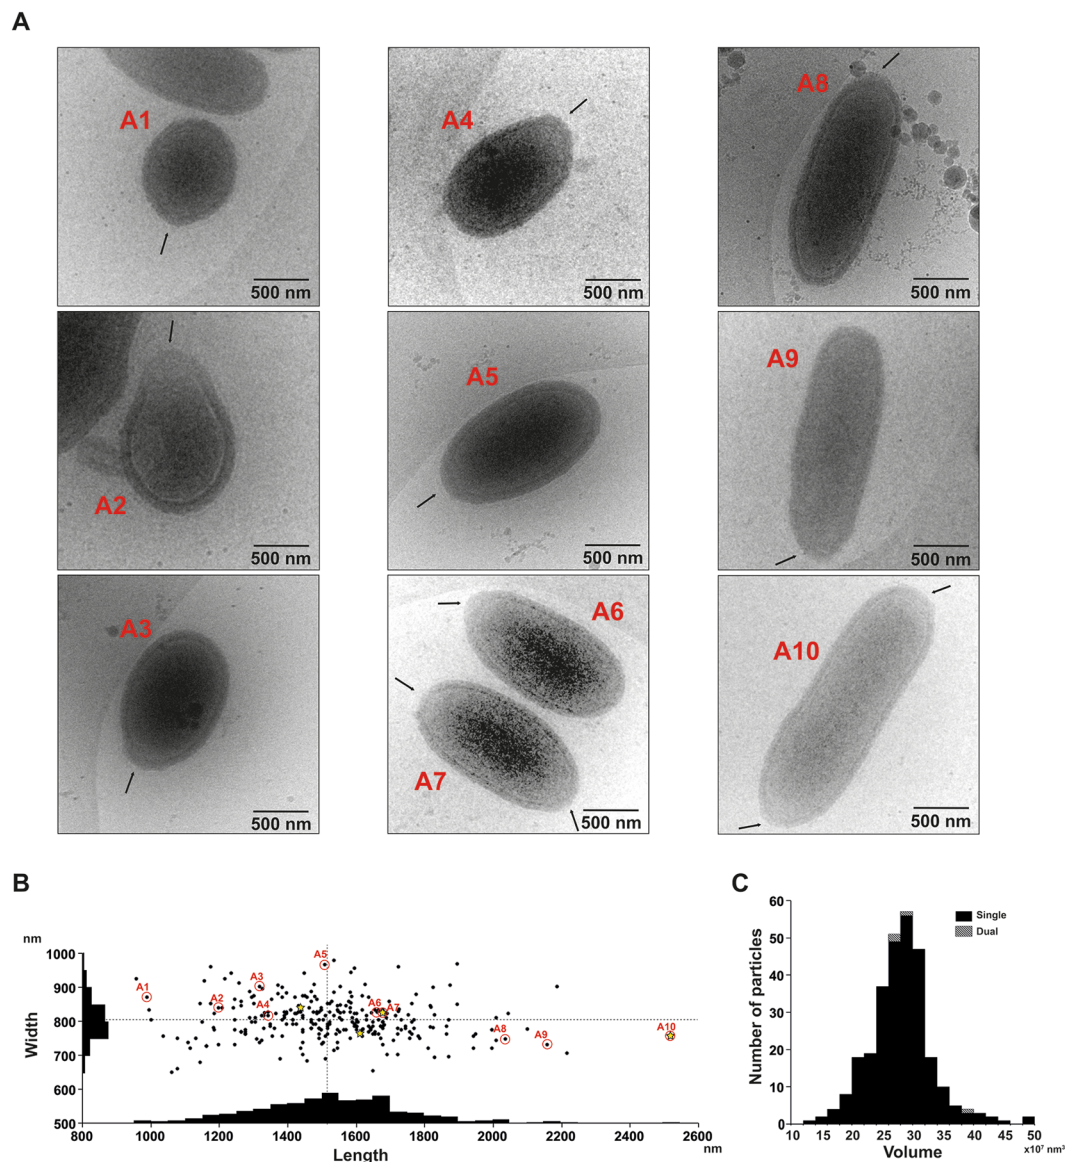 A
A1
500 nm
A4
500 nm
A8
500 nm
A2
500 nm
A5
500 nm
A9
500 nm
A3
500 nm
A6
A7
500 nm
A10
500 nm
B
nm
Width
1000
900
800
700
600
500
A1
A2
A3
A4
A5
A6
A7
A8
A9
A10
800 1000 1200 1400 1600 1800 2000 2200 2400 2600
Length
nm
C
Number of particles
60
50
40
30
20
10
0
Single
Dual
10 15 20 25 30 35 40 45 50
Volume
x10⁷ nm³